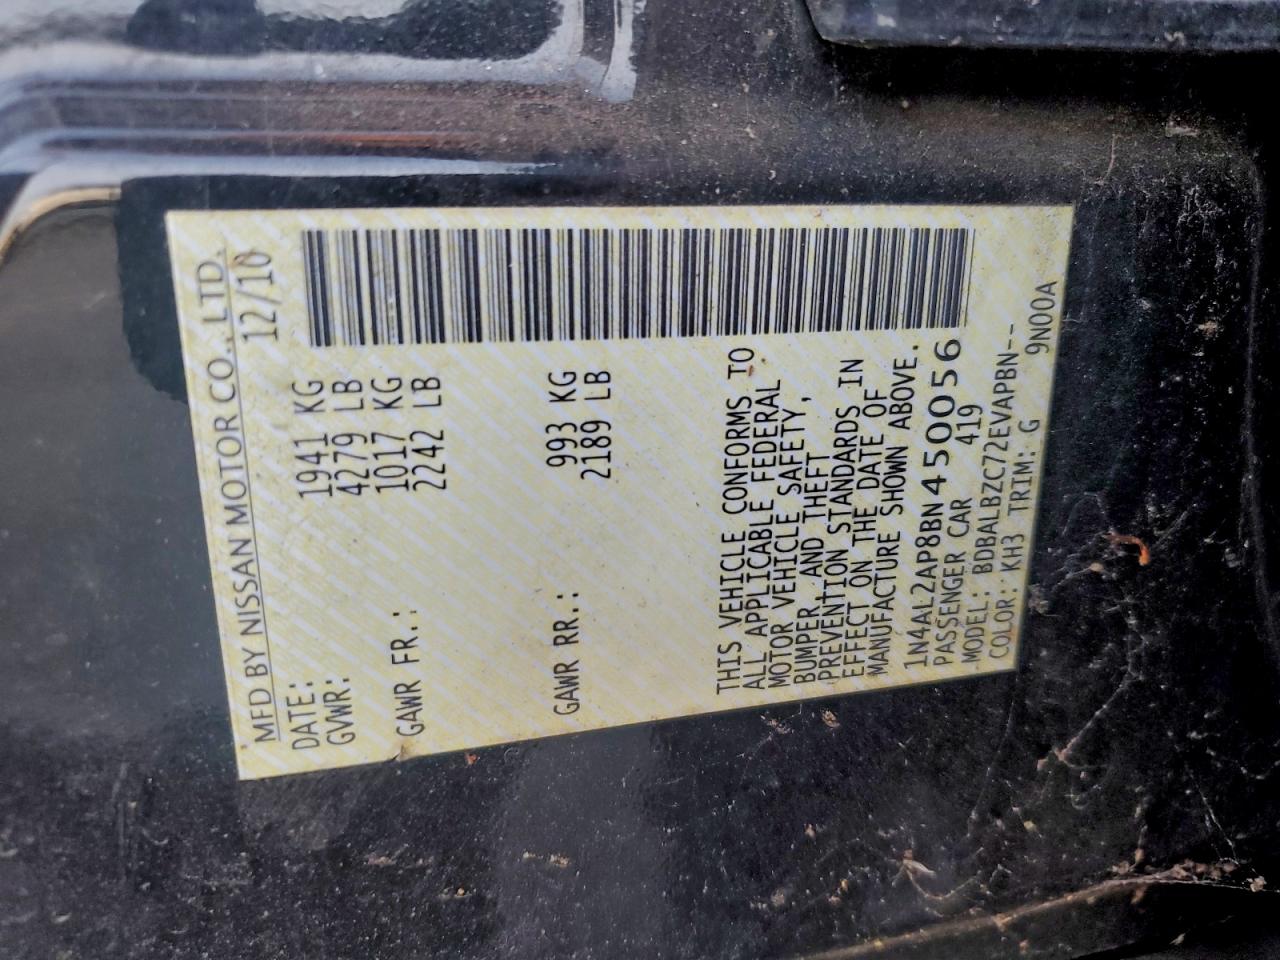 MFD BY NISSAN MOTOR CO., LTD.
DATE: 12/10
GVWR: 1941 KG
4279 LB
GAWR FR.: 1017 KG
2242 LB
GAWR RR.: 993 KG
2189 LB
THIS VEHICLE CONFORMS TO
ALL APPLICABLE FEDERAL
MOTOR VEHICLE SAFETY,
BUMPER, AND THEFT
PREVENTION STANDARDS IN
EFFECT ON THE DATE OF
MANUFACTURE SHOWN ABOVE.
1N4AL2AP8BN450056
PASSENGER CAR 419
MODEL: BDBALBZC72EVAPBN--
COLOR: KH3 TRIM: G 9N00A